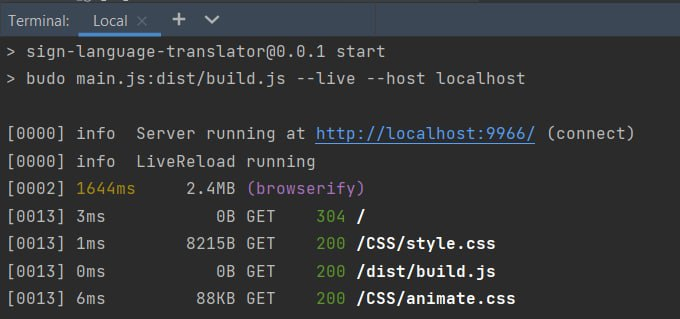 Terminal: Local × + ∨
> sign-language-translator@0.0.1 start
> budo main.js:dist/build.js --live --host localhost
[0000] info  Server running at http://localhost:9966/ (connect)
[0000] info  LiveReload running
[0002] 1644ms     2.4MB (browserify)
[0013] 3ms           0B GET    304 /
[0013] 1ms        8215B GET    200 /CSS/style.css
[0013] 0ms           0B GET    200 /dist/build.js
[0013] 6ms         88KB GET    200 /CSS/animate.css